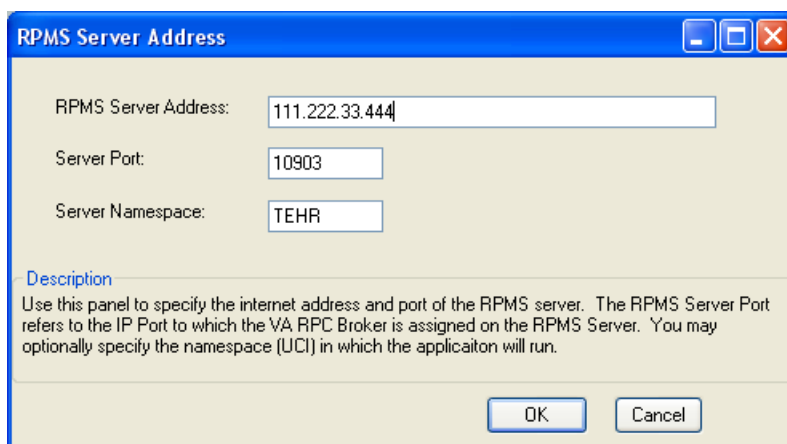 RPMS Server Address
RPMS Server Address: 111.222.33.444
Server Port: 10903
Server Namespace: TEHR
Description
Use this panel to specify the internet address and port of the RPMS server. The RPMS Server Port
refers to the IP Port to which the VA RPC Broker is assigned on the RPMS Server. You may
optionally specify the namespace (UCI) in which the applicaiton will run.
OK Cancel